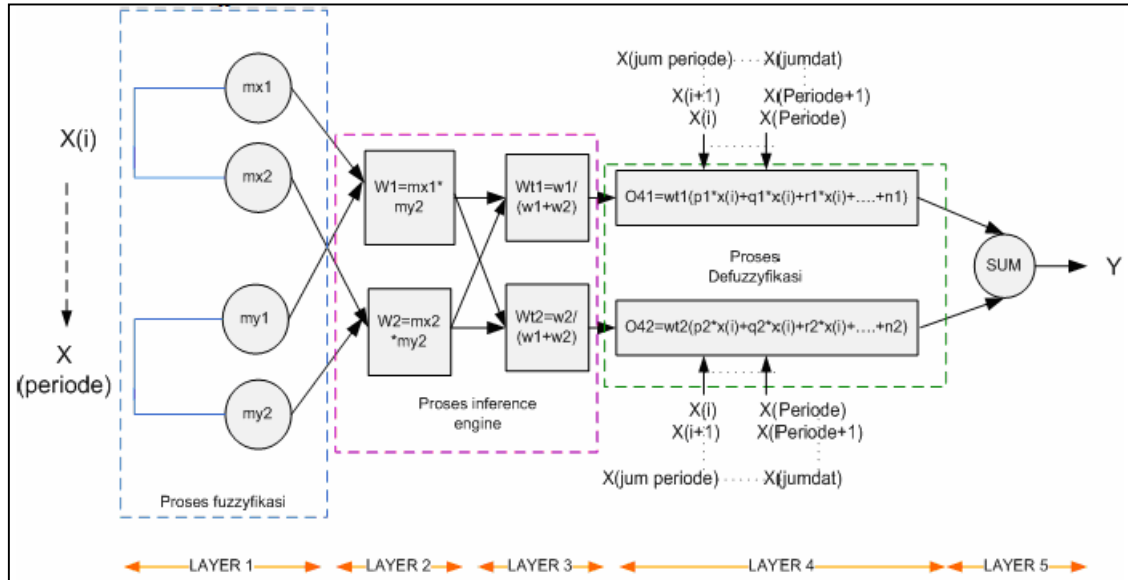 X(i)
X
(periode)
mx1
mx2
my1
my2
Proses fuzzyfikasi
W1=mx1*
my2
W2=mx2
*my2
Wt1=w1/
(w1+w2)
Wt2=w2/
(w1+w2)
Proses inference
engine
X(jum periode)
X(jumdat)
X(i+1)
X(Periode+1)
X(i)
X(Periode)
O41=wt1(p1*x(i)+q1*x(i)+r1*x(i)+....+n1)
Proses
Defuzzyfikasi
O42=wt2(p2*x(i)+q2*x(i)+r2*x(i)+....+n2)
X(i)
X(Periode)
X(i+1)
X(Periode+1)
X(jum periode)
X(jumdat)
SUM
Y
LAYER 1
LAYER 2
LAYER 3
LAYER 4
LAYER 5